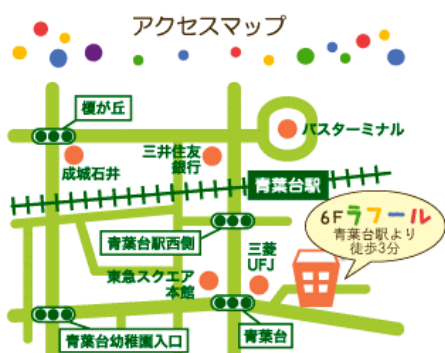 アクセスマップ
榎が丘
バスターミナル
三井住友
銀行
成城石井
青葉台駅
6Fラフール
青葉台駅より
徒歩3分
青葉台駅西側
三菱
UFJ
東急スクエア
本館
青葉台
青葉台幼稚園入口